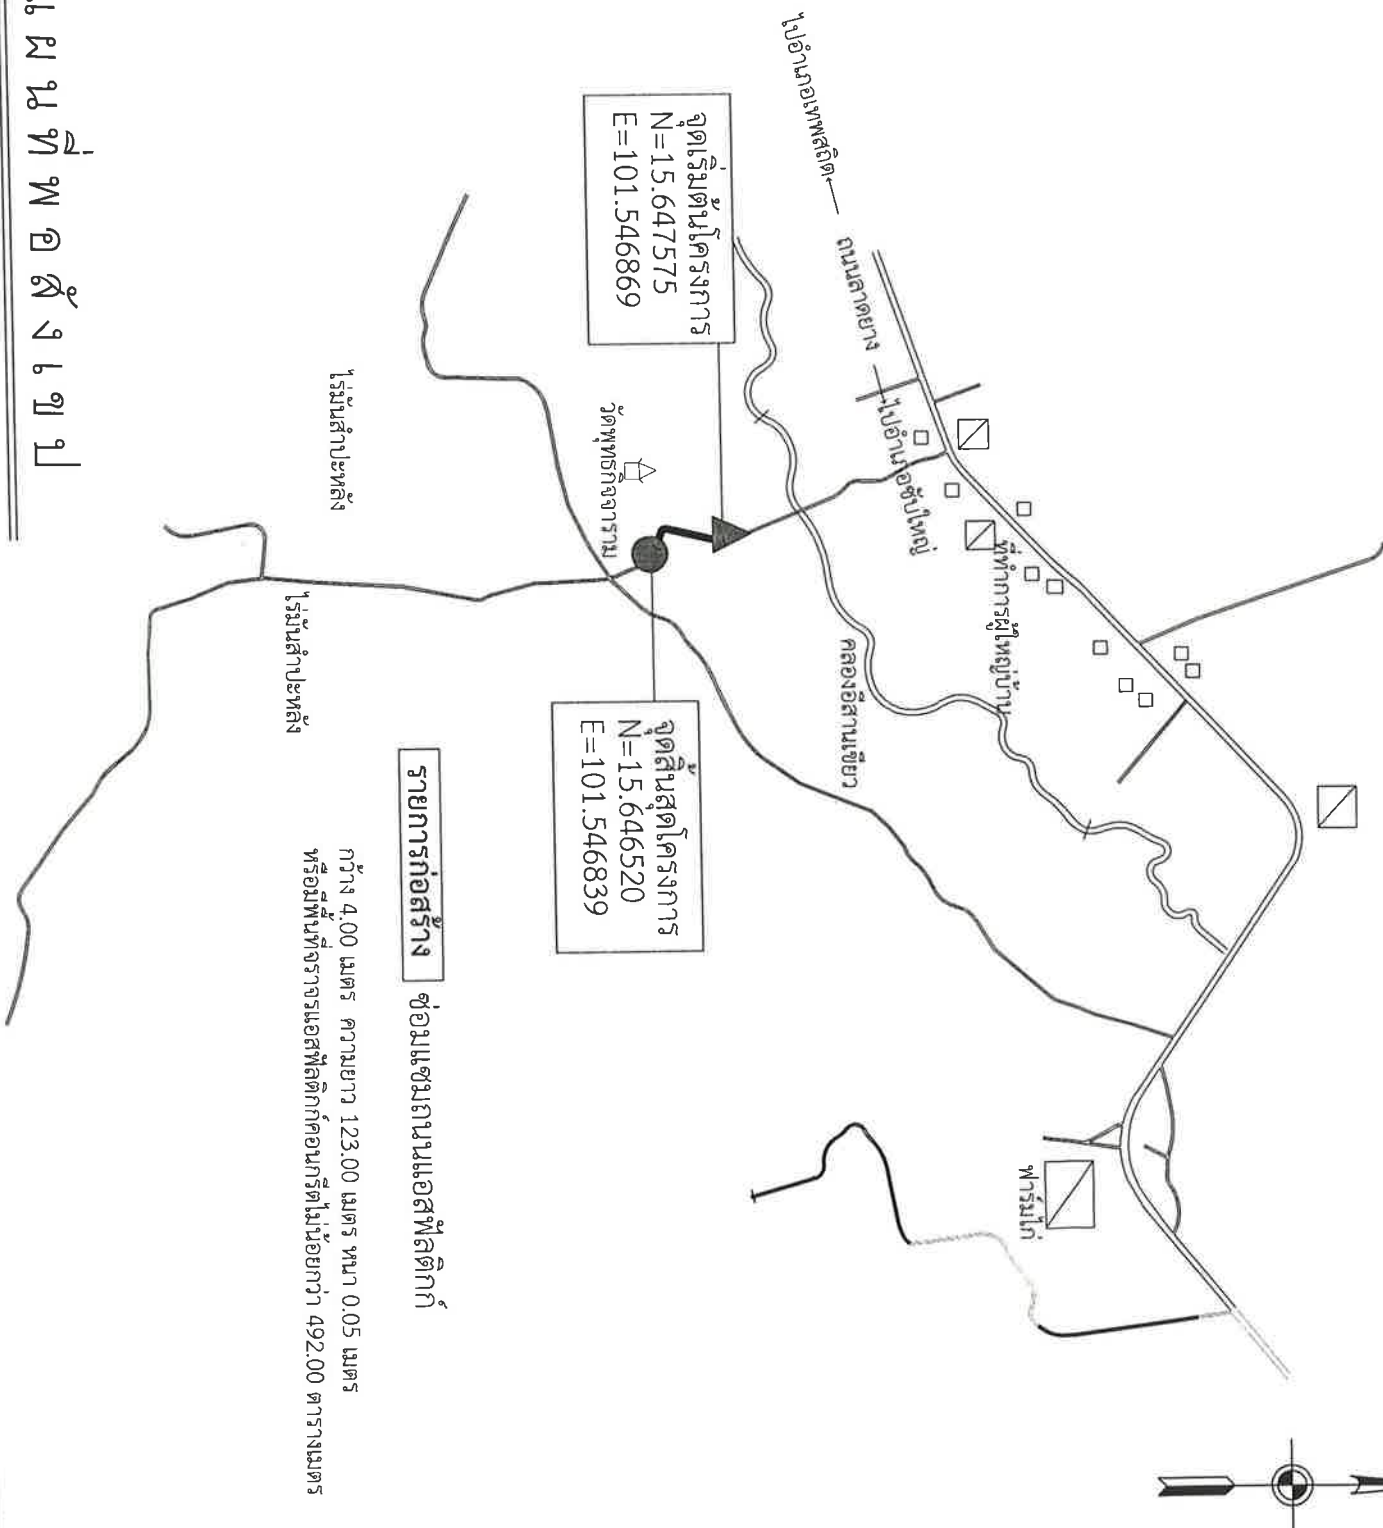 แผนที่พอสังเขป
ไปอำเภอเทพสถิต
ถนนลาดยาง
ไปอำเภอซับใหญ่
จุดเริ่มต้นโครงการ
N=15.647575
E=101.546869
ที่ทำการผู้ใหญ่บ้าน
คลองอีสานเขียว
วัดพุทธกิจจาราม
ไร่มันสำปะหลัง
ไร่มันสำปะหลัง
จุดสิ้นสุดโครงการ
N=15.646520
E=101.546839
ฟาร์มไก่
รายการก่อสร้าง ซ่อมแซมถนนแอสฟัลติกก์
กว้าง 4.00 เมตร ความยาว 123.00 เมตร หนา 0.05 เมตร
หรือมีพื้นที่จราจรแอสฟัลติกก์คอนกรีตไม่น้อยกว่า 492.00 ตารางเมตร